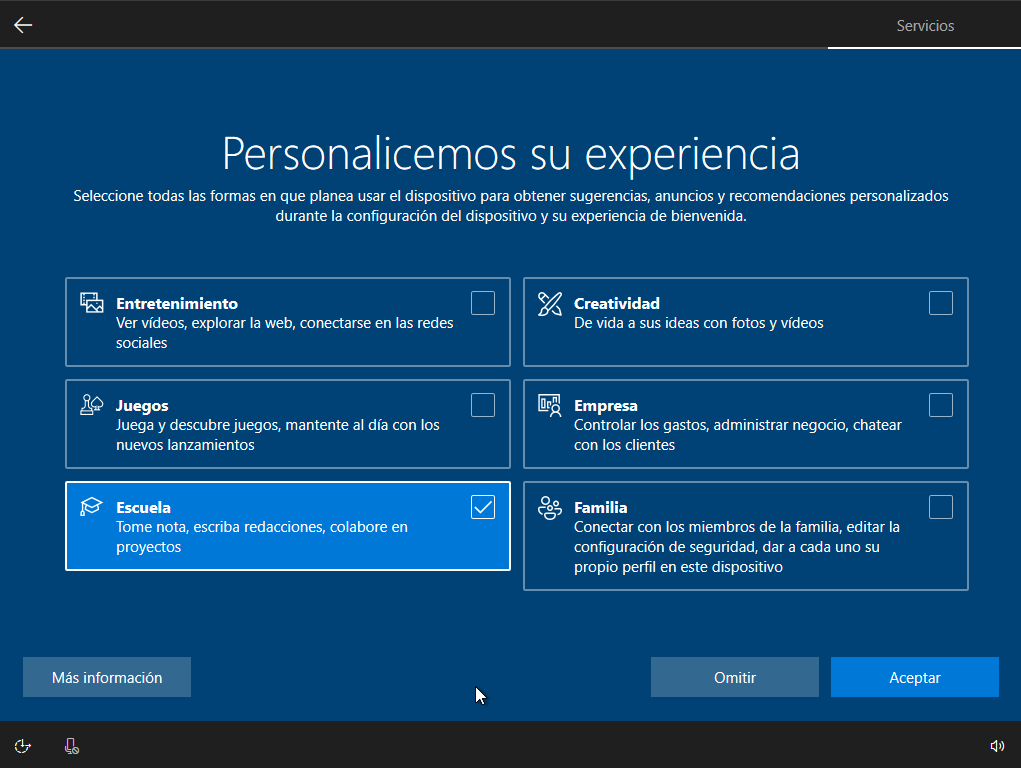 Servicios
Personalicemos su experiencia
Seleccione todas las formas en que planea usar el dispositivo para obtener sugerencias, anuncios y recomendaciones personalizados
durante la configuración del dispositivo y su experiencia de bienvenida.
Entretenimiento
Ver vídeos, explorar la web, conectarse en las redes
sociales
Creatividad
De vida a sus ideas con fotos y vídeos
Juegos
Juega y descubre juegos, mantente al día con los
nuevos lanzamientos
Empresa
Controlar los gastos, administrar negocio, chatear
con los clientes
Escuela
Tome nota, escriba redacciones, colabore en
proyectos
Familia
Conectar con los miembros de la familia, editar la
configuración de seguridad, dar a cada uno su
propio perfil en este dispositivo
Más información
Omitir
Aceptar